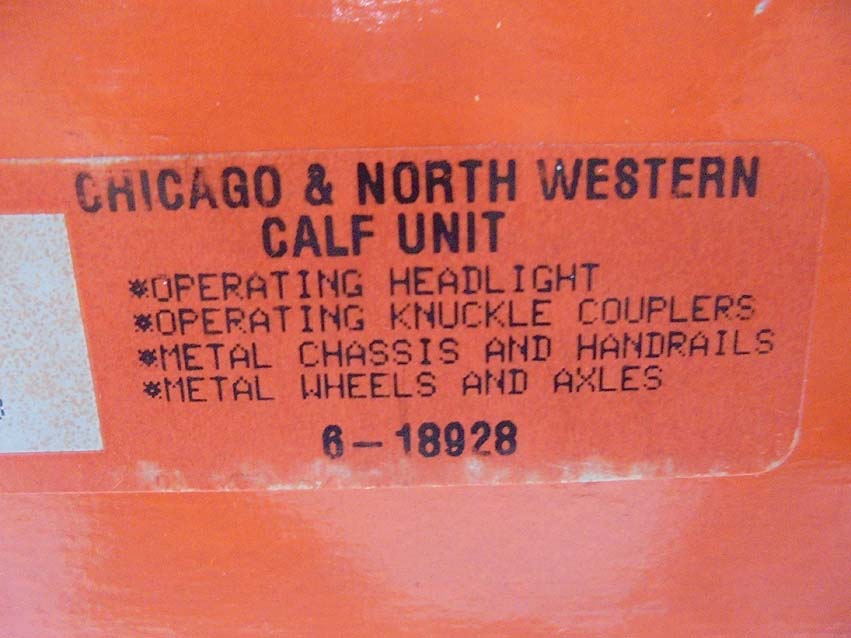 CHICAGO & NORTH WESTERN
CALF UNIT
*OPERATING HEADLIGHT
*OPERATING KNUCKLE COUPLERS
*METAL CHASSIS AND HANDRAILS
*METAL WHEELS AND AXLES
6-18928